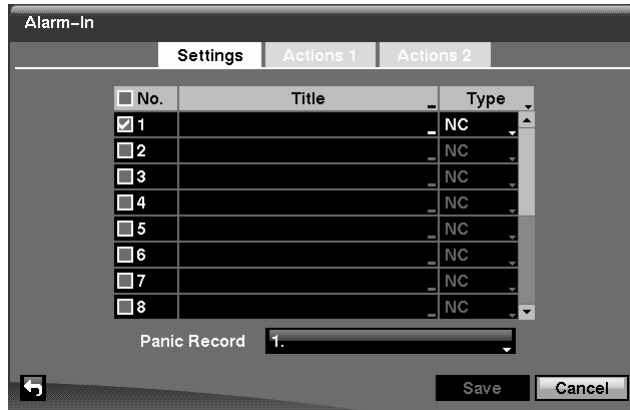 Alarm-In
Settings Actions 1 Actions 2
No. Title Type
1 NC
2 NC
3 NC
4 NC
5 NC
6 NC
7 NC
8 NC
Panic Record 1.
Save Cancel